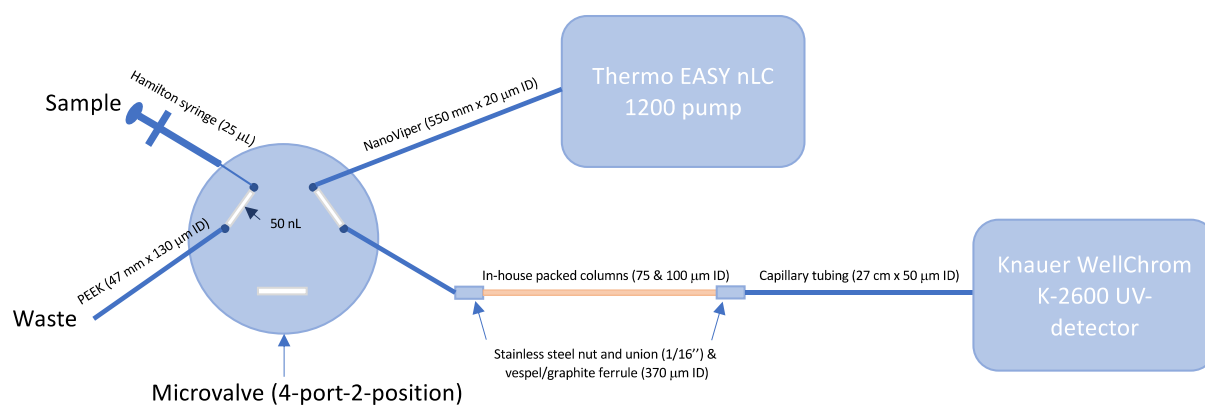 Thermo EASY nLC
1200 pump
Sample
Hamilton syringe (25 µL)
NanoViper (550 mm x 20 µm ID)
50 nL
PEEK (47 mm x 130 µm ID)
Waste
In-house packed columns (75 & 100 µm ID)
Capillary tubing (27 cm x 50 µm ID)
Knauer WellChrom
K-2600 UV-
detector
Stainless steel nut and union (1/16’’) &
vespel/graphite ferrule (370 µm ID)
Microvalve (4-port-2-position)